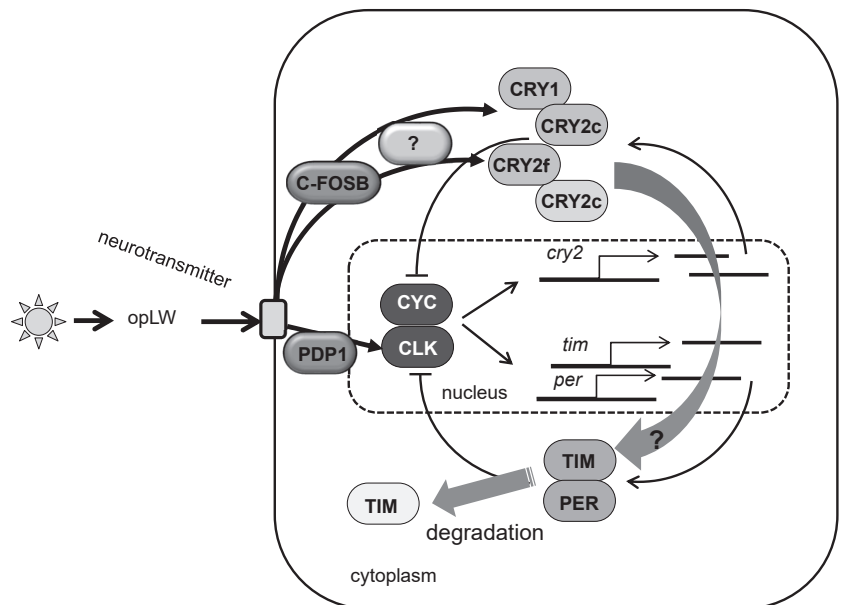 CRY1
CRY2c
?
CRY2f
C-FOSB
CRY2c
neurotransmitter
cry2
CYC
opLW
CLK
tim
PDP1
per
nucleus
?
TIM
PER
TIM
degradation
cytoplasm